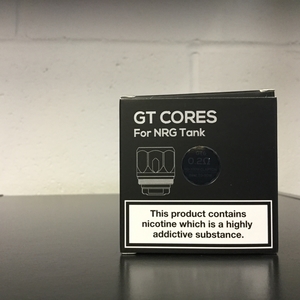 GT CORES
For NRG Tank
This product contains
nicotine which is a highly
addictive substance.